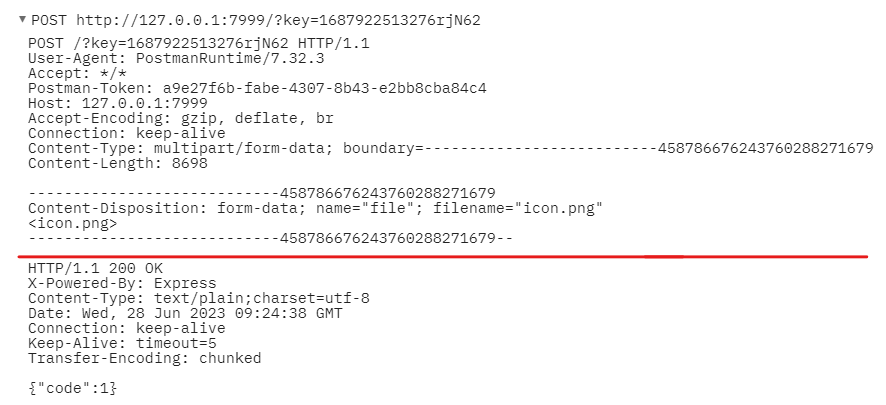 POST http://127.0.0.1:7999/?key=1687922513276rjN62
POST /?key=1687922513276rjN62 HTTP/1.1
User-Agent: PostmanRuntime/7.32.3
Accept: */*
Postman-Token: a9e27f6b-fabe-4307-8b43-e2bb8cba84c4
Host: 127.0.0.1:7999
Accept-Encoding: gzip, deflate, br
Connection: keep-alive
Content-Type: multipart/form-data; boundary=--------------------------458786676243760288271679
Content-Length: 8698
----------------------------458786676243760288271679
Content-Disposition: form-data; name="file"; filename="icon.png"
<icon.png>
----------------------------458786676243760288271679--
HTTP/1.1 200 OK
X-Powered-By: Express
Content-Type: text/plain;charset=utf-8
Date: Wed, 28 Jun 2023 09:24:38 GMT
Connection: keep-alive
Keep-Alive: timeout=5
Transfer-Encoding: chunked
{"code":1}